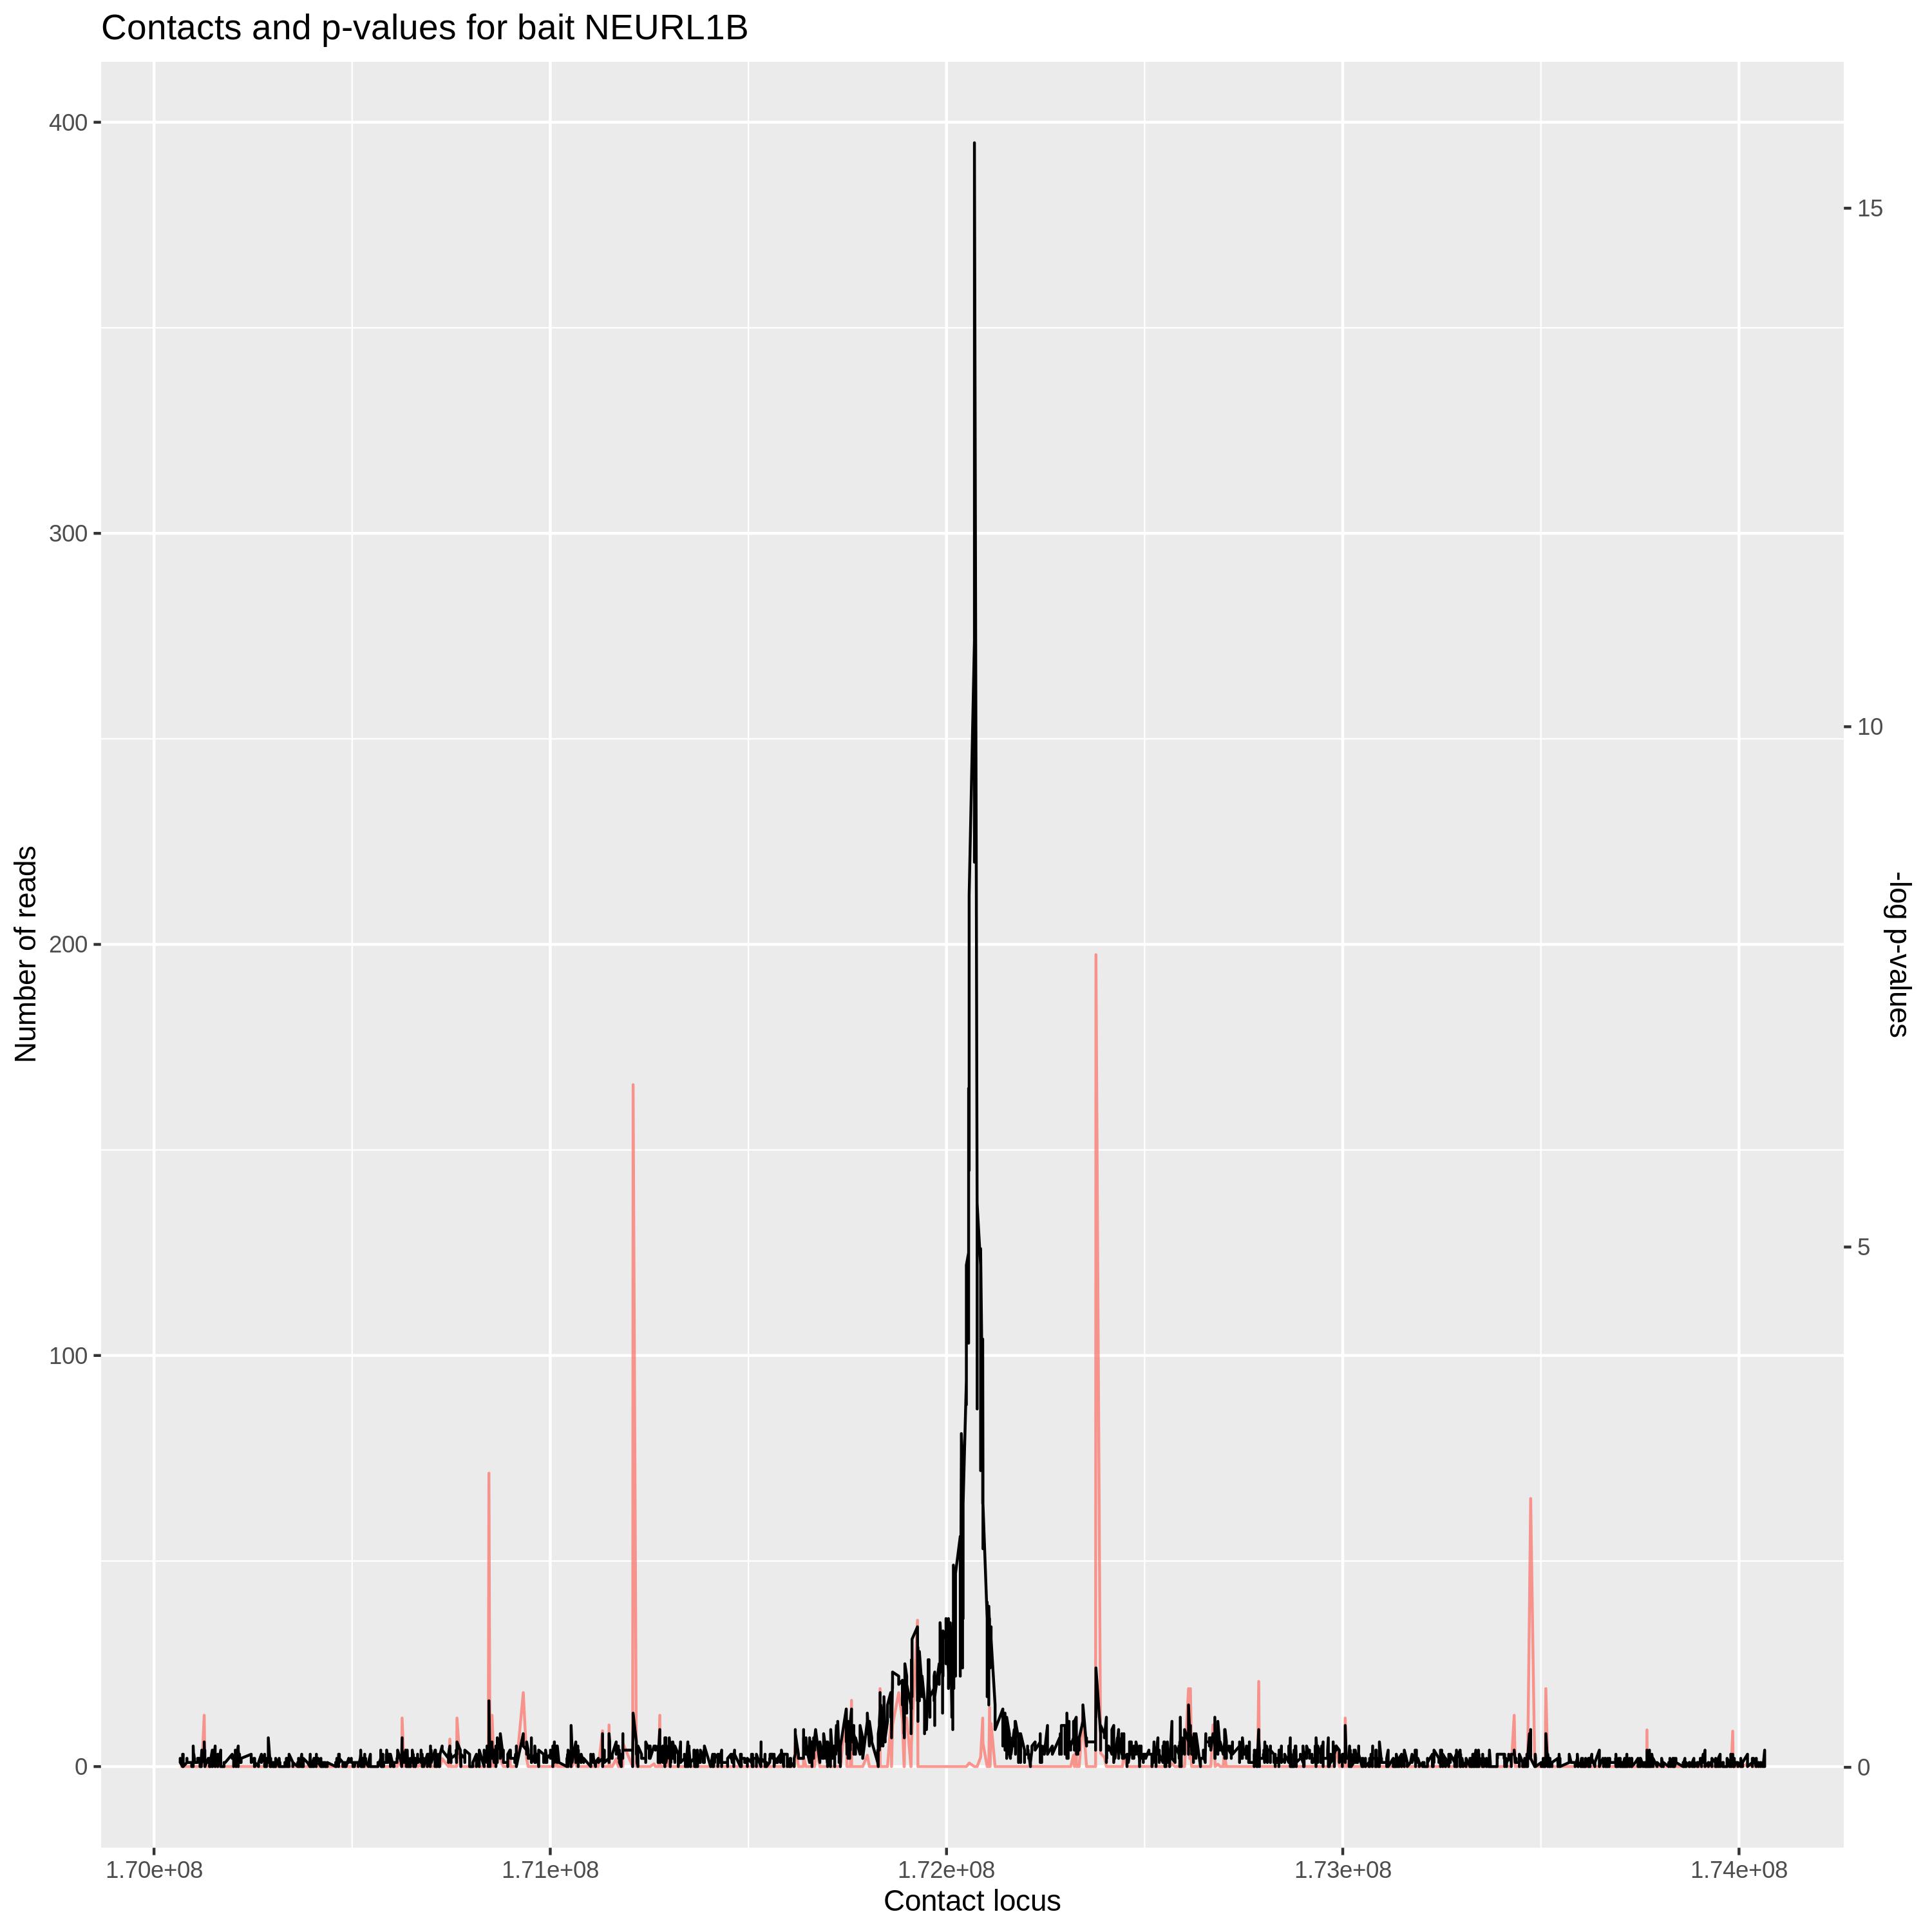 Contacts and p-values for bait NEURL1B
400
300
200
100
0
Number of reads
15
10
5
0
-log p-values
1.70e+08
1.71e+08
1.72e+08
1.73e+08
1.74e+08
Contact locus